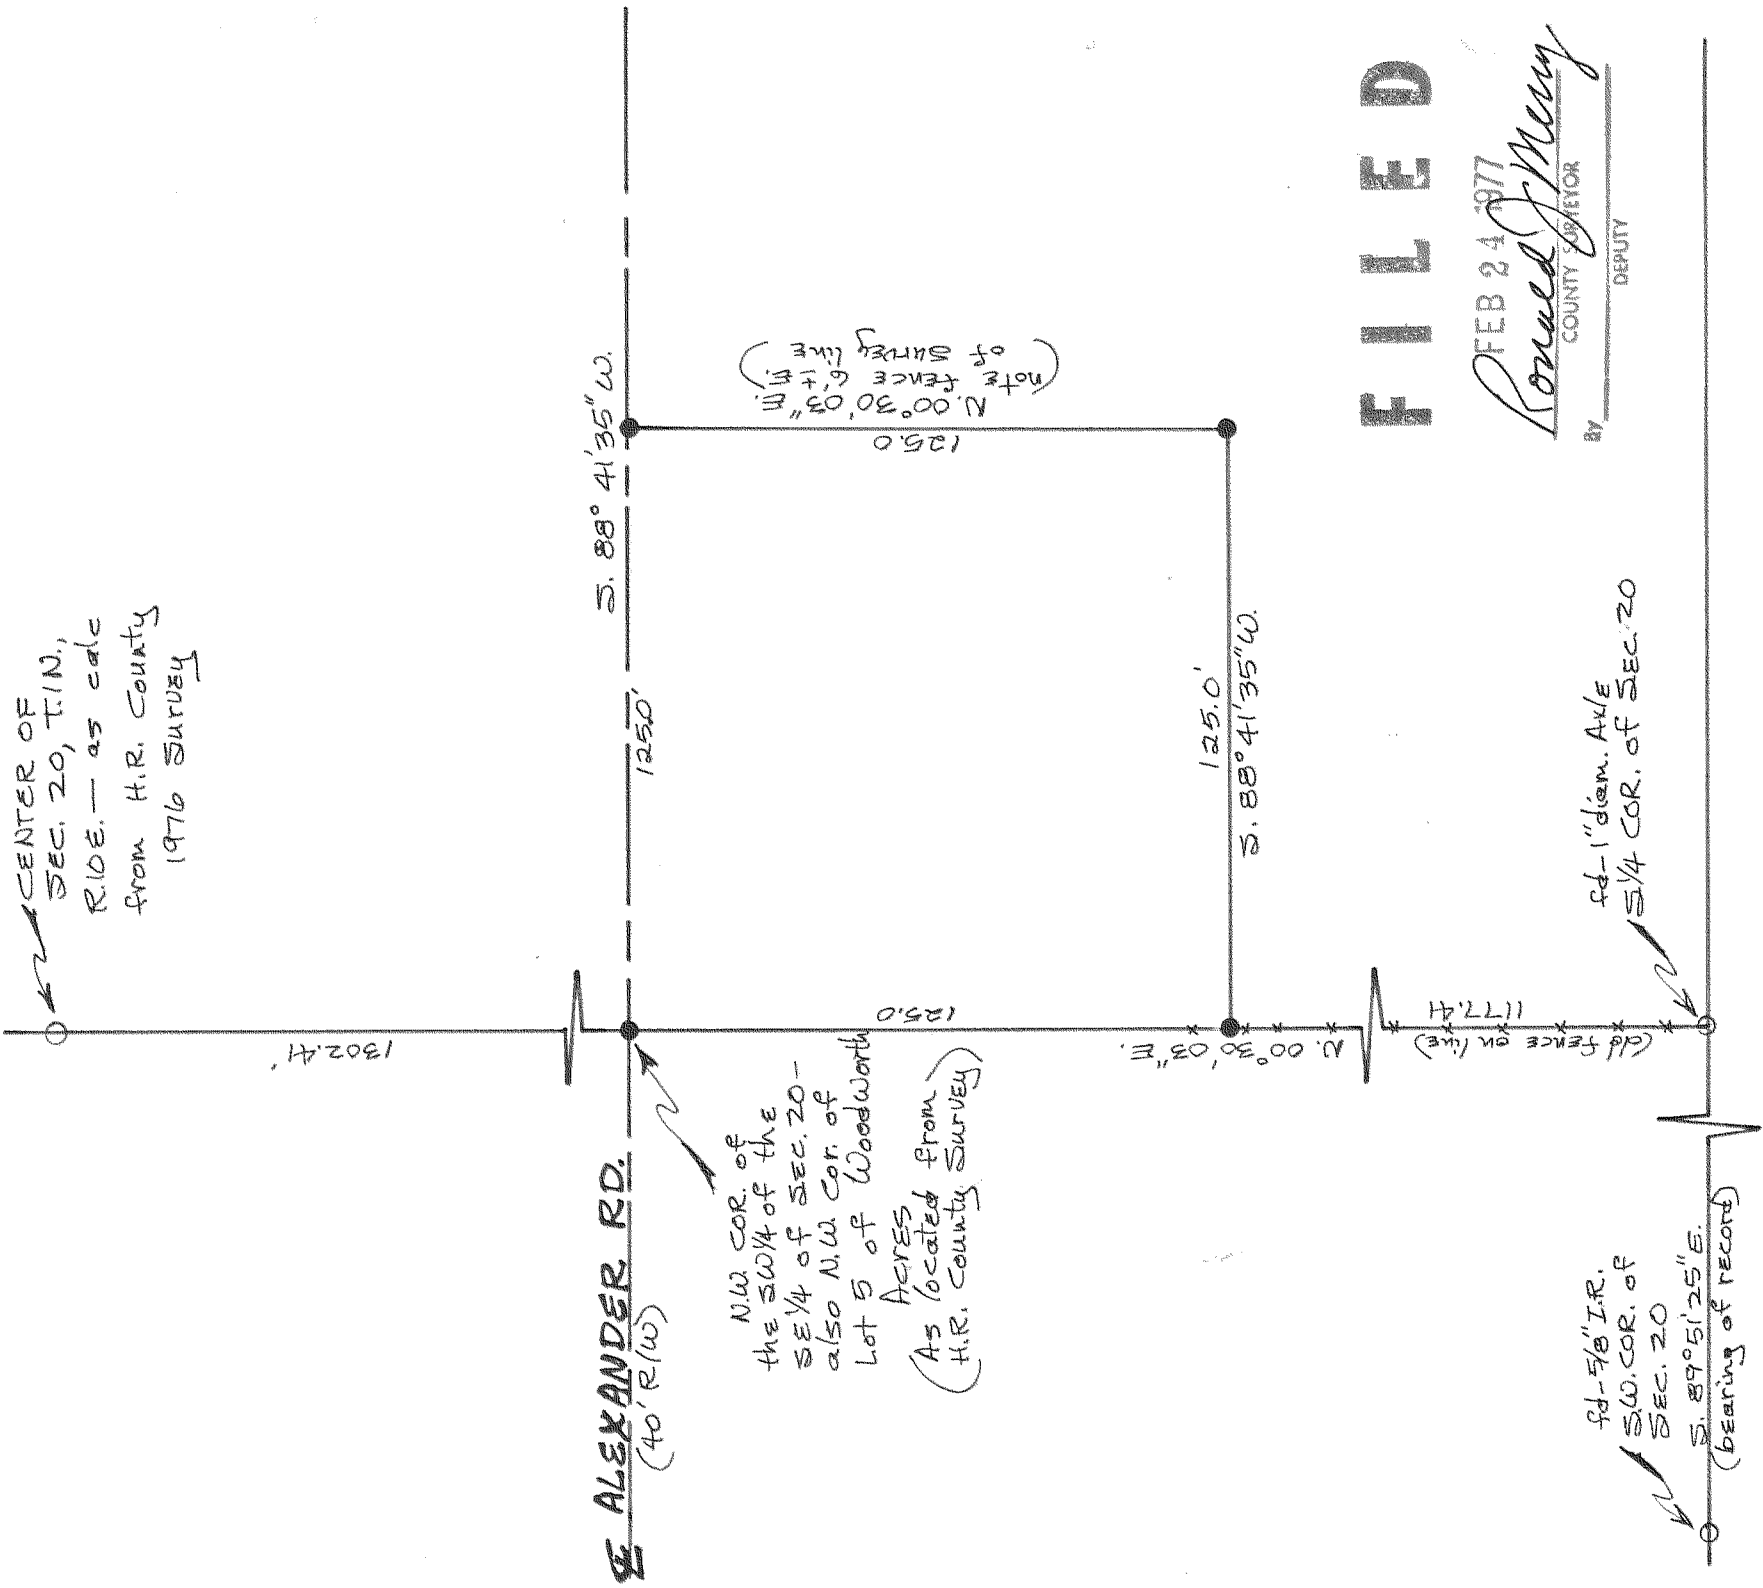 CENTER OF
SEC. 20, T.1N.,
R.10E. — as calc
from H.R. County
1976 Survey
1302.41'
℄ ALEXANDER RD.
(40' R/W)
S. 88° 41' 35" W.
125.0'
N.W. COR. of
the SW1/4 of the
SE1/4 of SEC. 20-
also N.W. Cor. of
Lot 5 of Woodworth
Acres
(As located from
H.R. County Survey)
125.0
N. 00° 30' 03" E.
125.0
N. 00° 30' 03" E.
(note fence 6'± E.
of survey line)
125.0'
S. 88° 41' 35" W.
1177.41
(old fence on line)
fd-1" diam. Axle
S1/4 COR. of SEC. 20
fd-5/8" I.R.
S.W. COR. of
SEC. 20
S. 89° 51' 25" E.
(bearing of record)
FILED
FEB 24 1977
Ronald J Merry
COUNTY SURVEYOR
By
DEPUTY